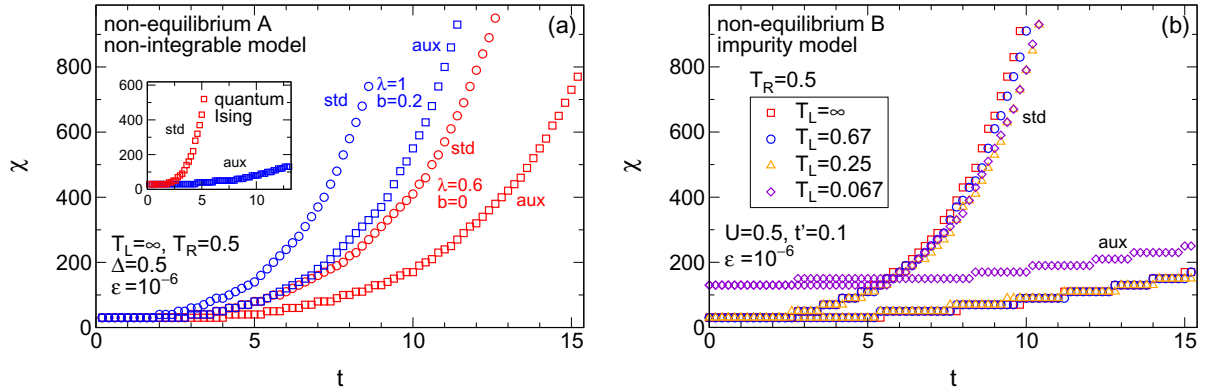 non-equilibrium A
non-integrable model
(a)
aux
std
λ=1
b=0.2
std
λ=0.6
b=0
aux
600
400
200
0
quantum
Ising
std
aux
0
5
10
T_L=∞, T_R=0.5
Δ=0.5
ε=10^-6
800
600
400
200
0
χ
0
5
10
15
t
non-equilibrium B
impurity model
(b)
T_R=0.5
T_L=∞
T_L=0.67
T_L=0.25
T_L=0.067
std
U=0.5, t'=0.1
ε=10^-6
aux
800
600
400
200
0
χ
0
5
10
15
t